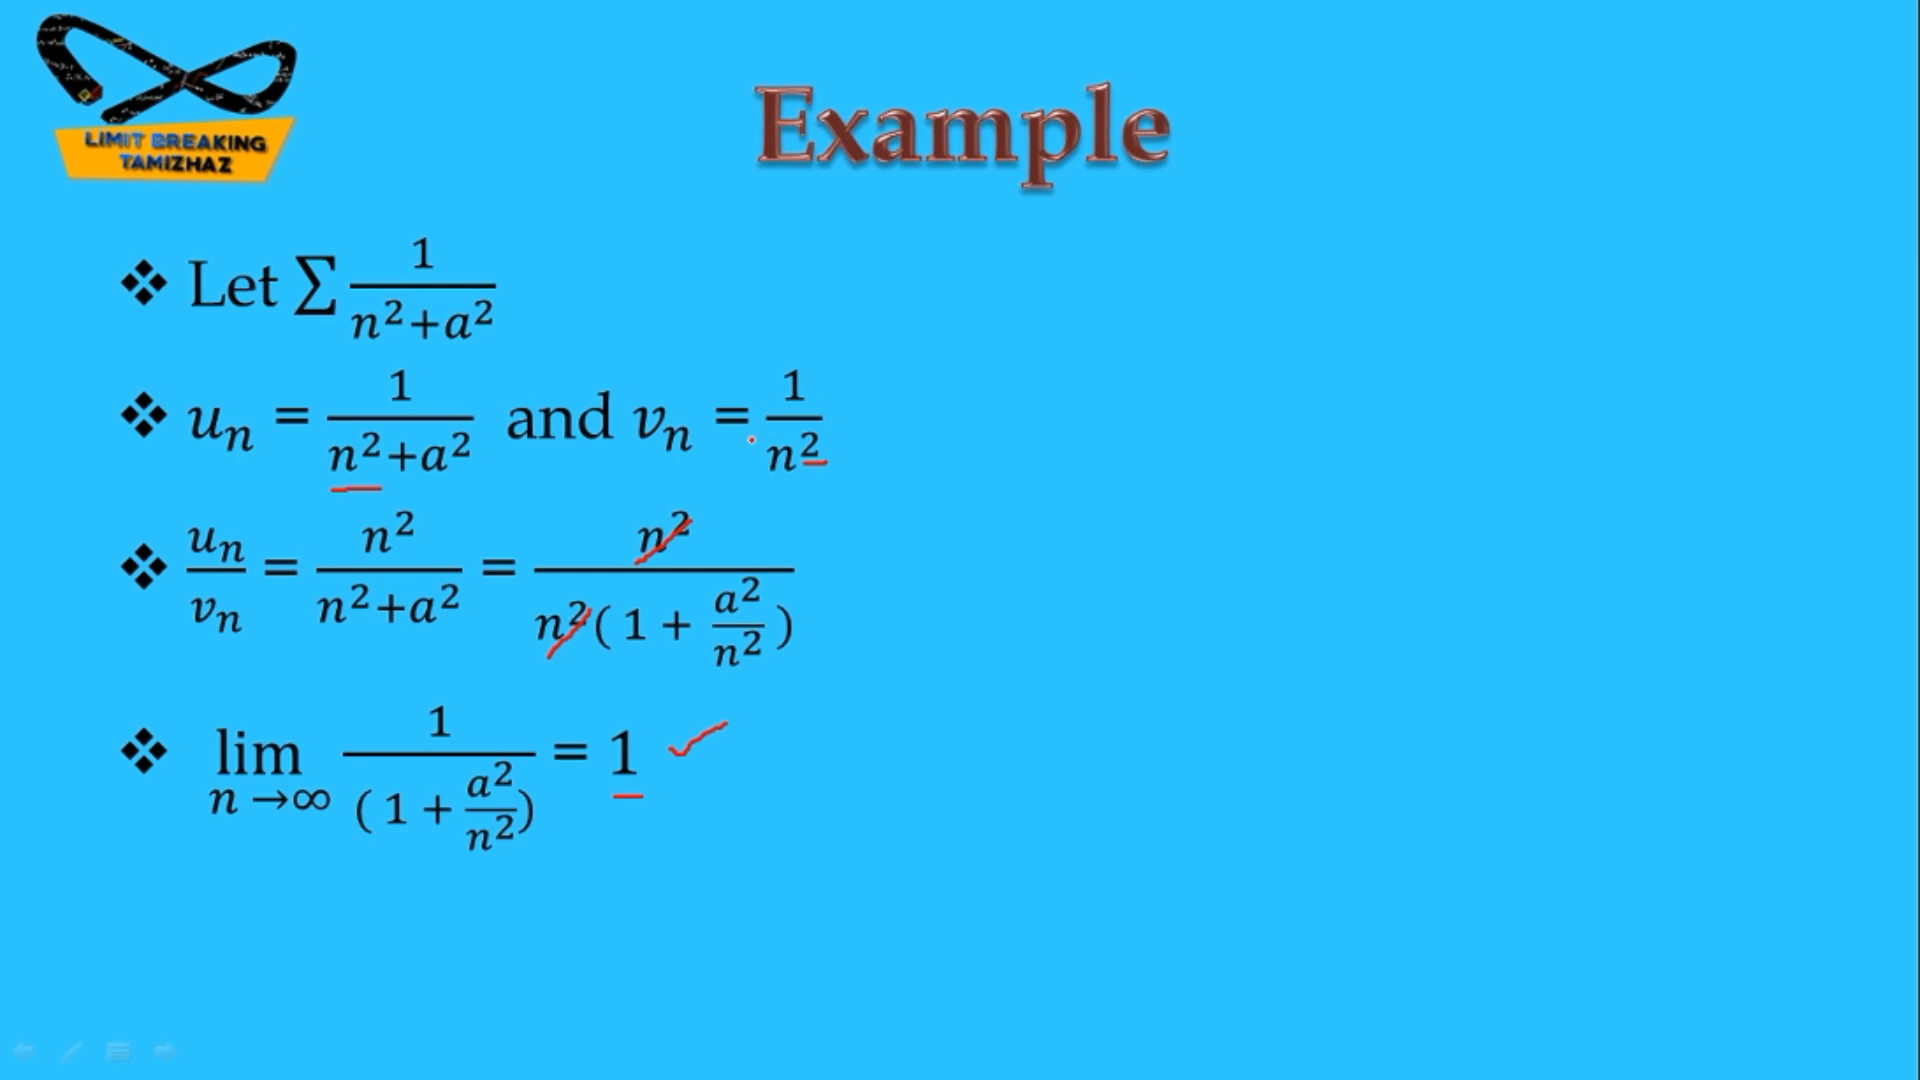 LIMIT BREAKING
TAMIZHAZ
Example
❖ Let ∑ 1/(n²+a²)
❖ uₙ = 1/(n²+a²) and vₙ = 1/n²
❖ uₙ/vₙ = n²/(n²+a²) = n²/(n²( 1 + a²/n² ))
❖ lim n→∞ 1/( 1 + a²/n²) = 1 ✓